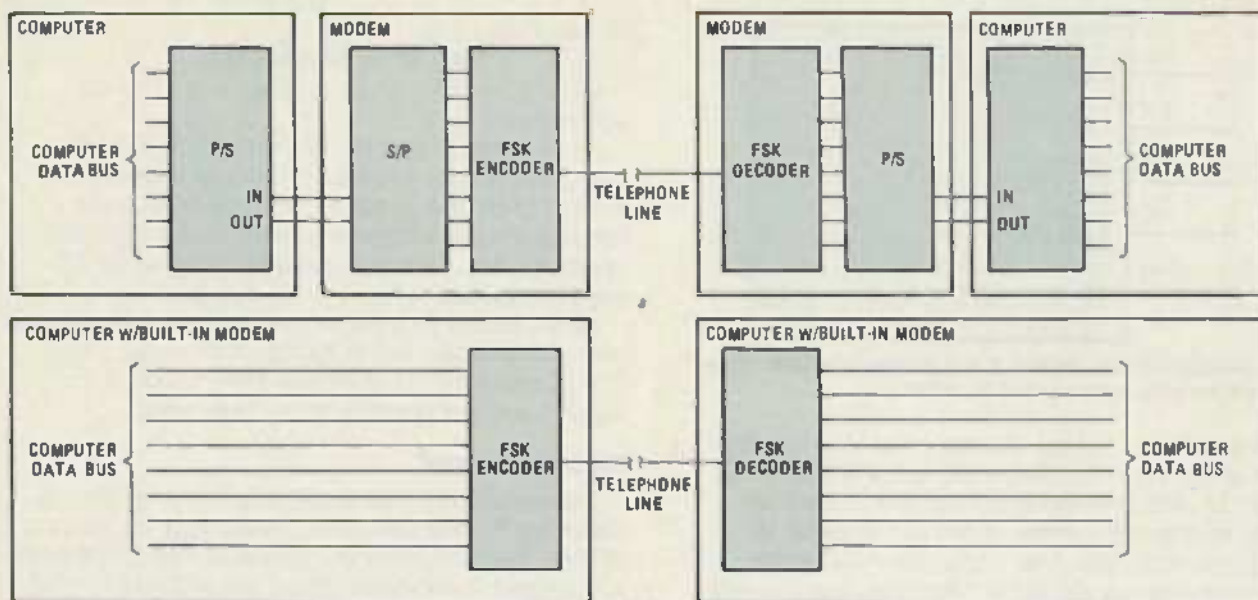 COMPUTER
MODEM
MODEM
COMPUTER
COMPUTER
DATA BUS
P/S
IN
OUT
S/P
FSK
ENCODER
TELEPHONE
LINE
FSK
DECODER
P/S
IN
OUT
COMPUTER
DATA BUS
COMPUTER W/BUILT-IN MODEM
COMPUTER W/BUILT-IN MODEM
COMPUTER
DATA BUS
FSK
ENCODER
TELEPHONE
LINE
FSK
DECODER
COMPUTER
DATA BUS